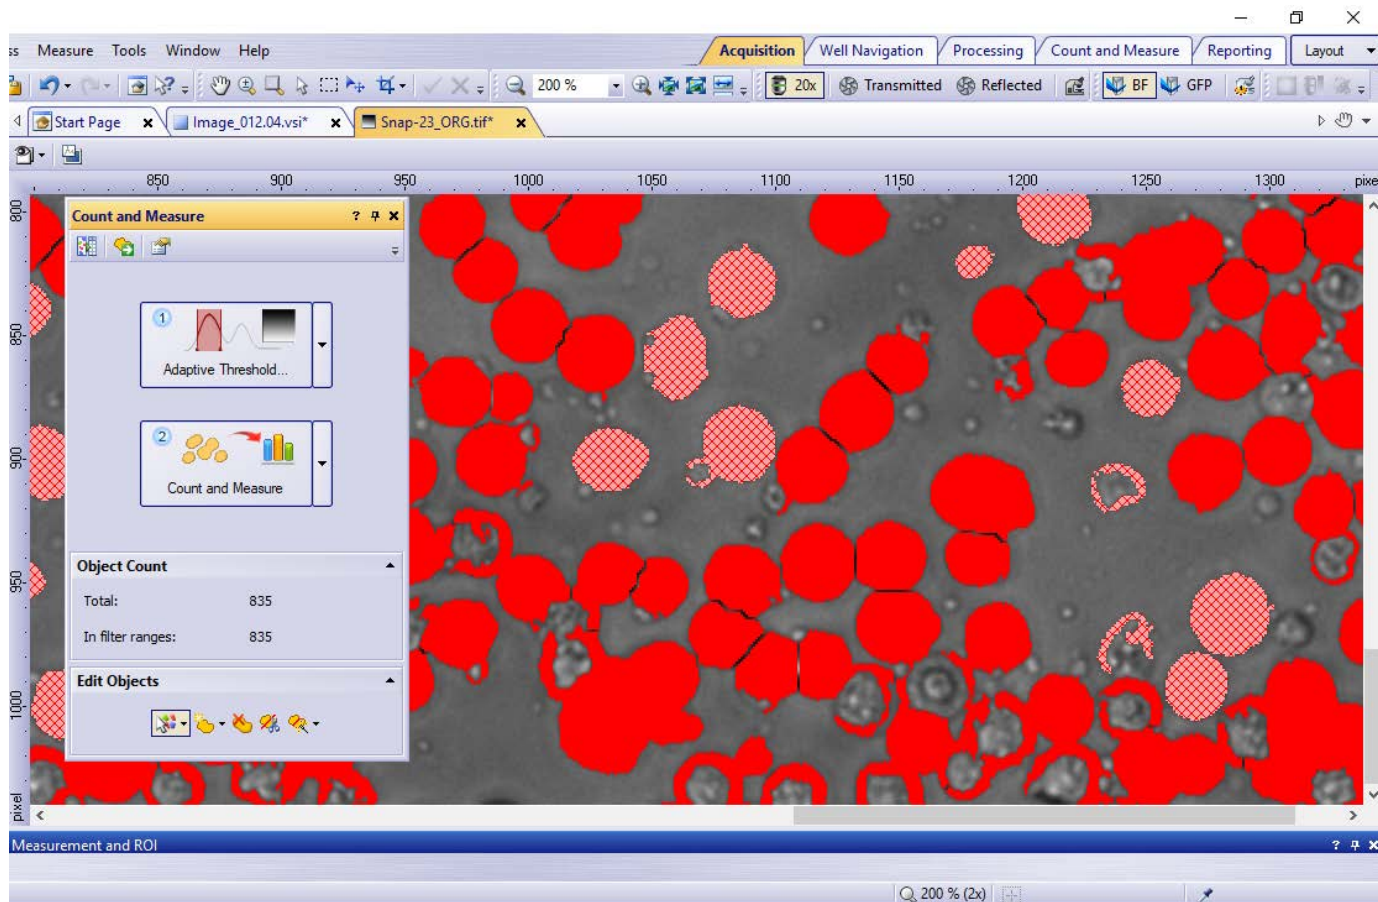 ss Measure Tools Window Help
Acquisition Well Navigation Processing Count and Measure Reporting Layout
200 % 20x Transmitted Reflected BF GFP
Start Page Image_012.04.vsi* Snap-23_ORG.tif*
850 900 950 1000 1050 1100 1150 1200 1250 1300 pixe
800
850
900
950
1000
pixel
Count and Measure
1
Adaptive Threshold...
2
Count and Measure
Object Count
Total: 835
In filter ranges: 835
Edit Objects
Measurement and ROI
200 % (2x)